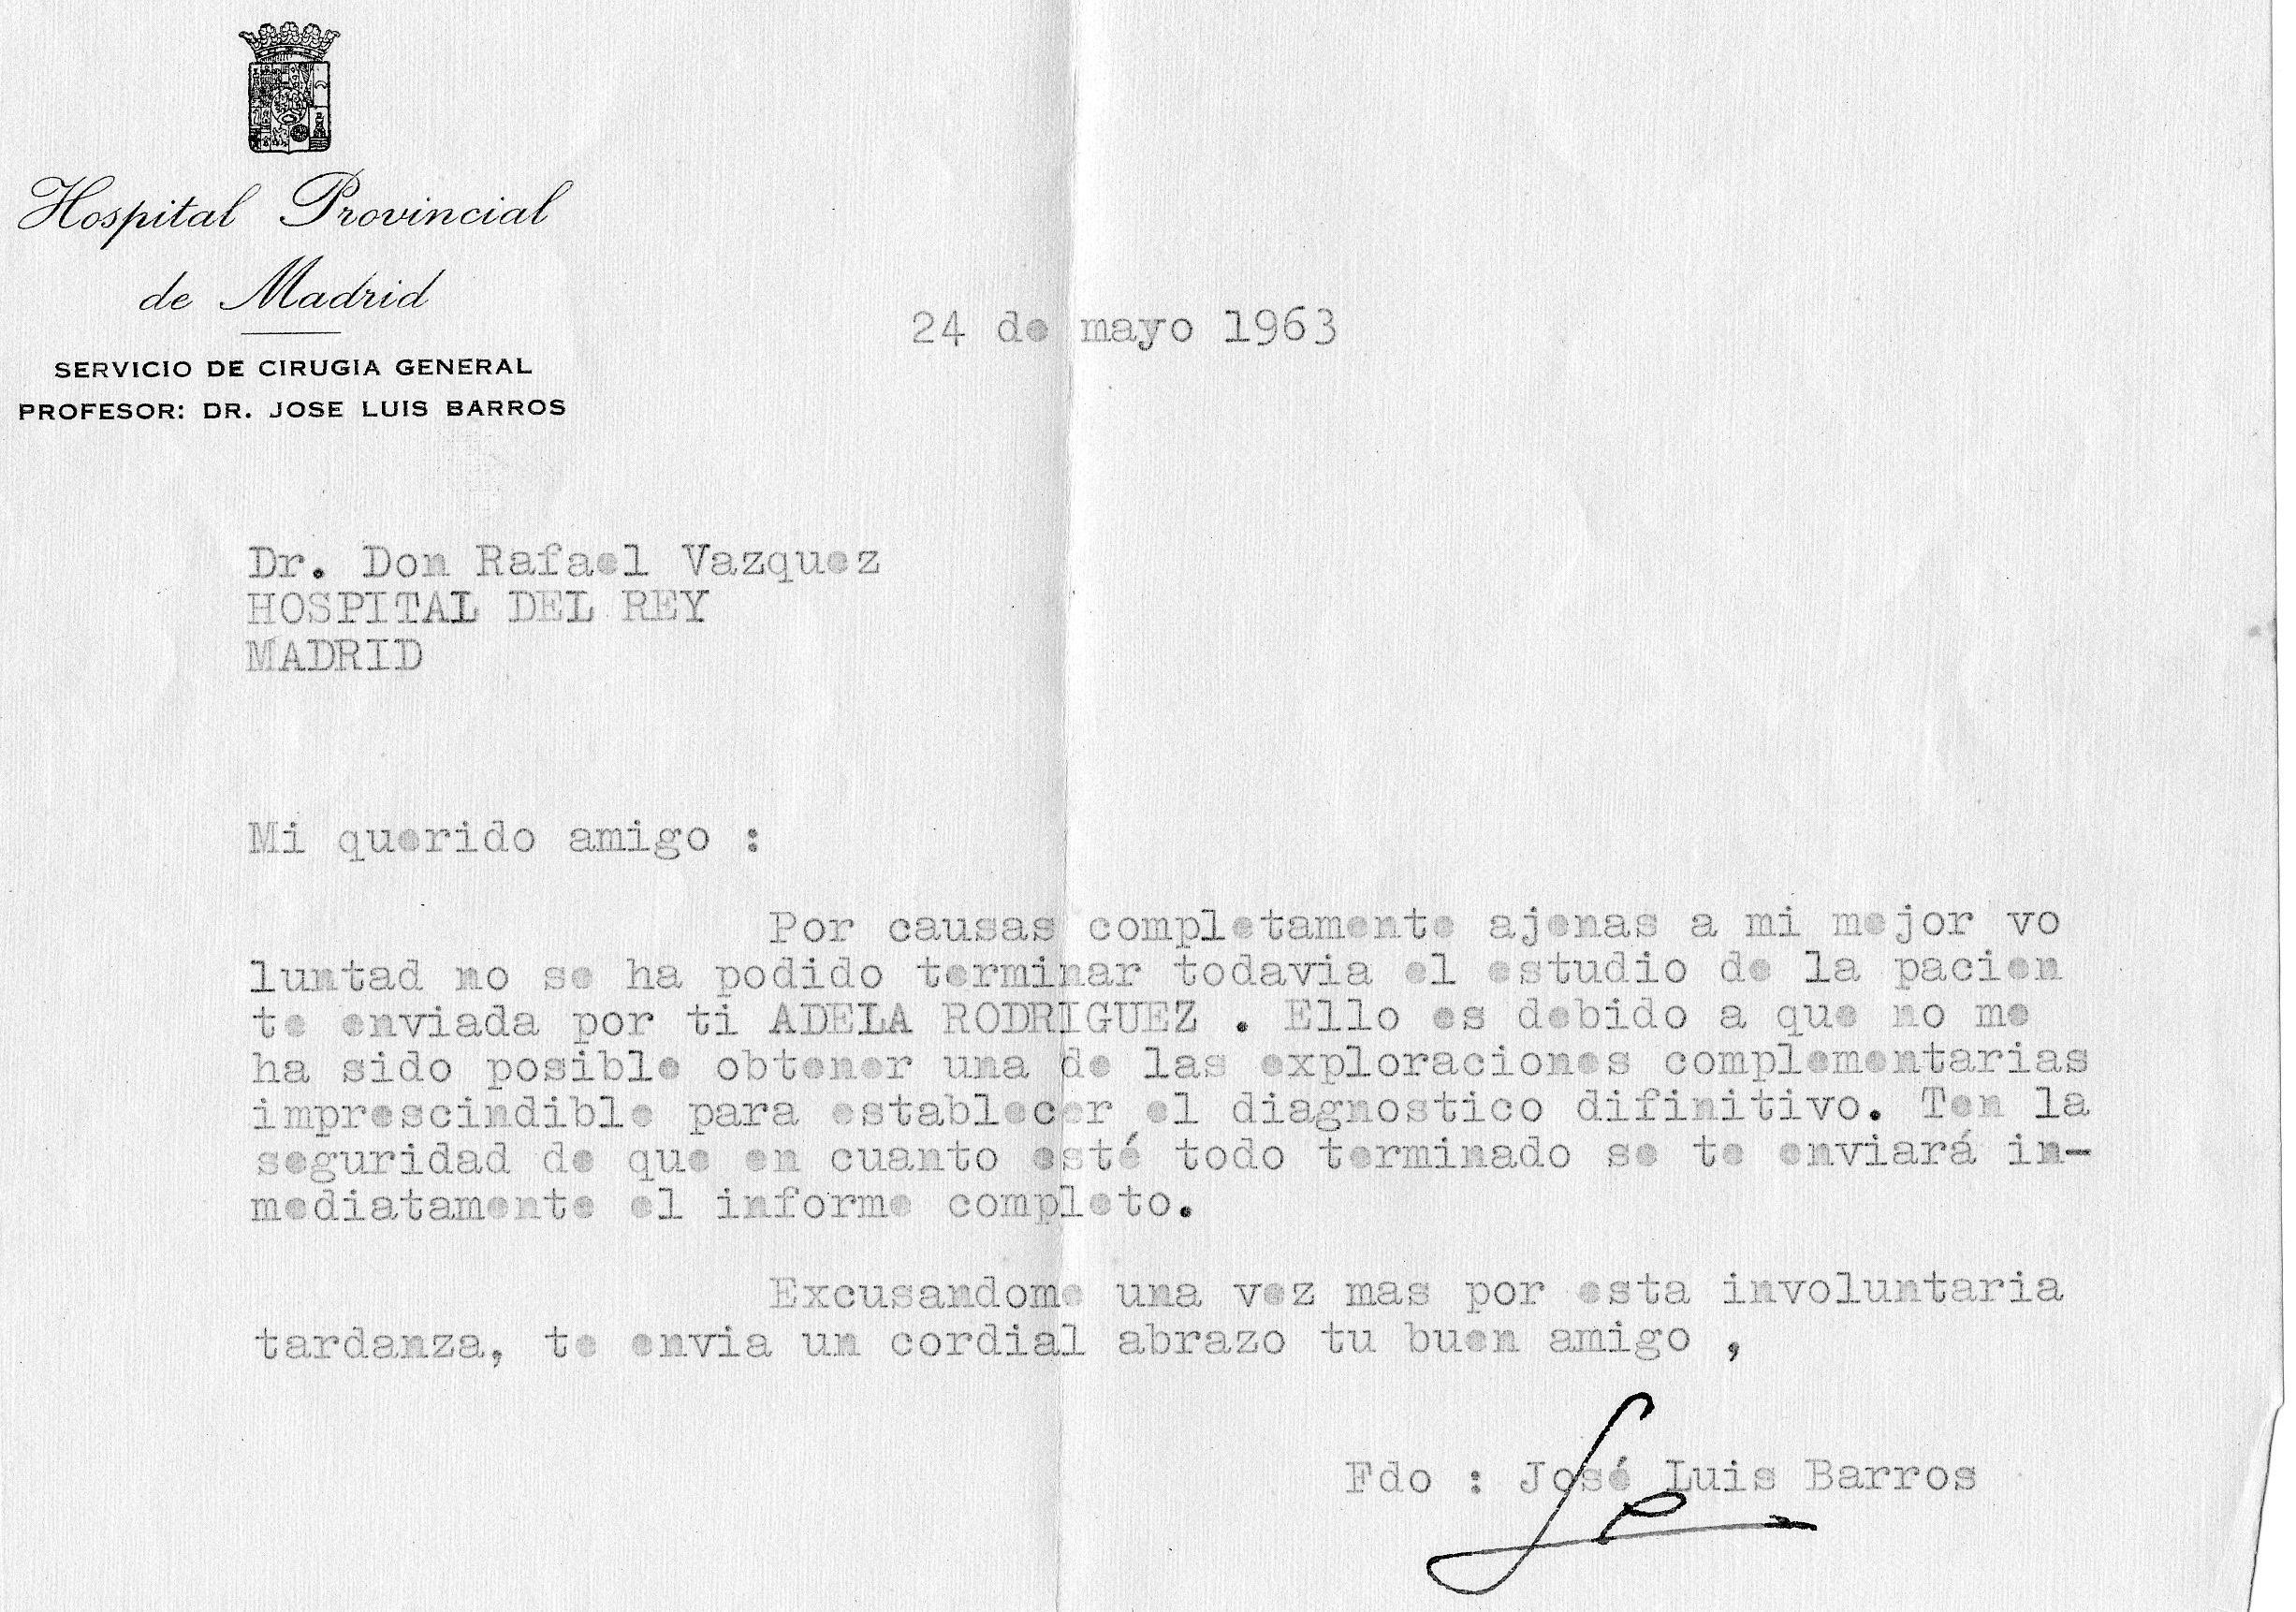 Hospital Provincial
de Madrid
SERVICIO DE CIRUGIA GENERAL
PROFESOR: DR. JOSE LUIS BARROS
24 de mayo 1963
Dr. Don Rafael Vazquez
HOSPITAL DEL REY
MADRID
Mi querido amigo :
Por causas completamente ajenas a mi mejor vo
luntad no se ha podido terminar todavia el estudio de la pacien
te enviada por ti ADELA RODRIGUEZ . Ello es debido a que no me
ha sido posible obtener una de las exploraciones complementarias
imprescindible para establecer el diagnostico difinitivo. Ten la
seguridad de que en cuanto esté todo terminado se te enviará in-
mediatamente el informe completo.
Excusandome una vez mas por esta involuntaria
tardanza, te envia un cordial abrazo tu buen amigo ,
Fdo : José Luis Barros